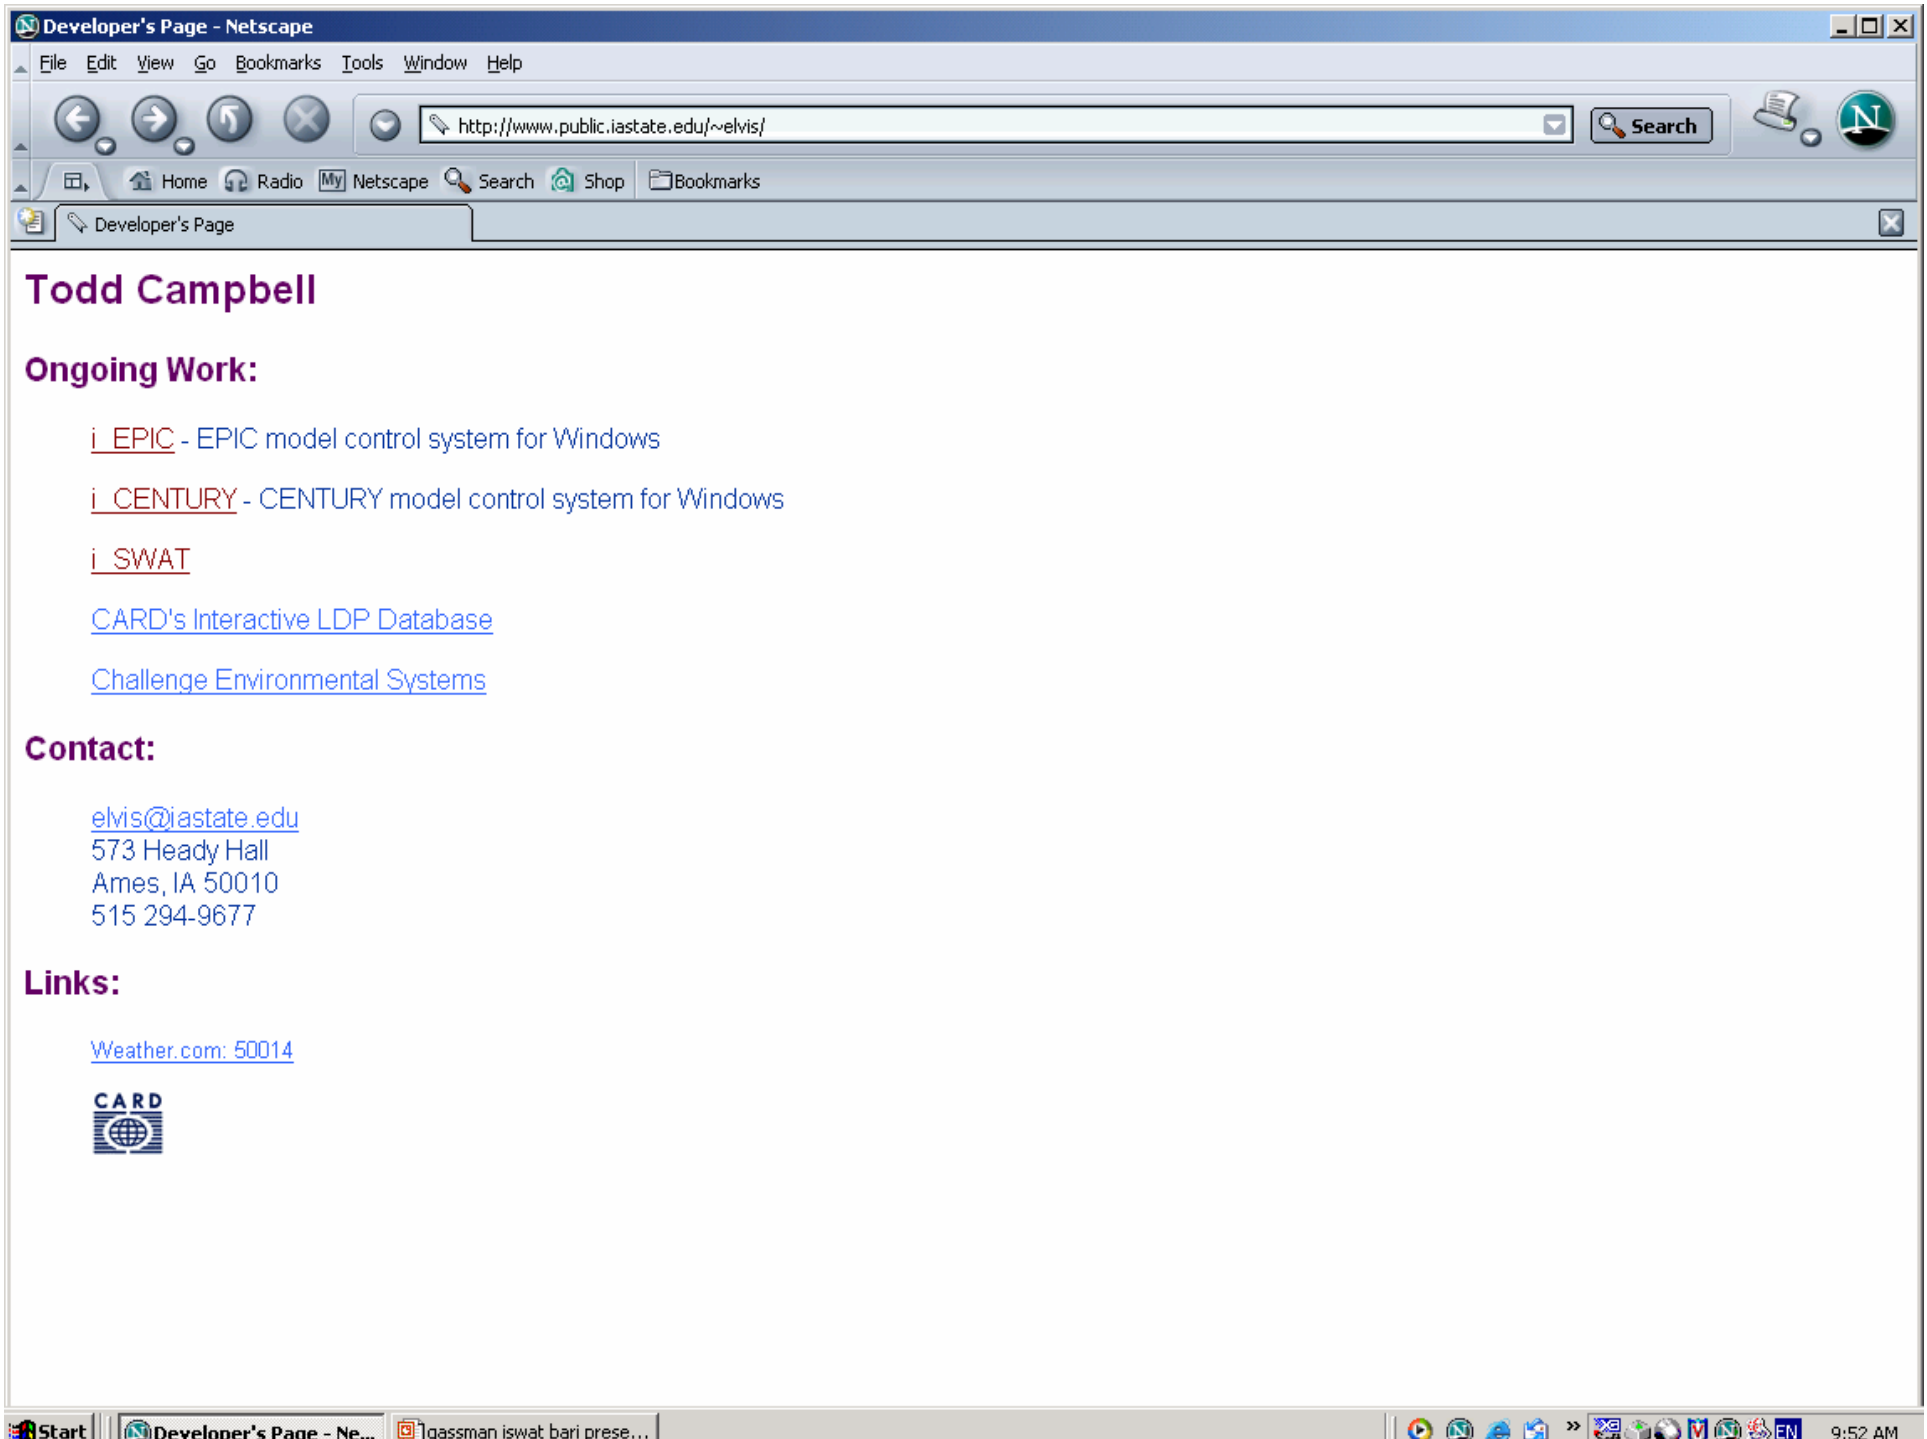 Developer's Page - Netscape
File Edit View Go Bookmarks Tools Window Help
http://www.public.iastate.edu/~elvis/
Search
N
Home Radio My Netscape Search Shop Bookmarks
Developer's Page
Todd Campbell
Ongoing Work:
i_EPIC - EPIC model control system for Windows
i_CENTURY - CENTURY model control system for Windows
i_SWAT
CARD's Interactive LDP Database
Challenge Environmental Systems
Contact:
elvis@iastate.edu
573 Heady Hall
Ames, IA 50010
515 294-9677
Links:
Weather.com: 50014
CARD
Start Developer's Page - Ne... gassman iswat bari prese... » EN 9:52 AM